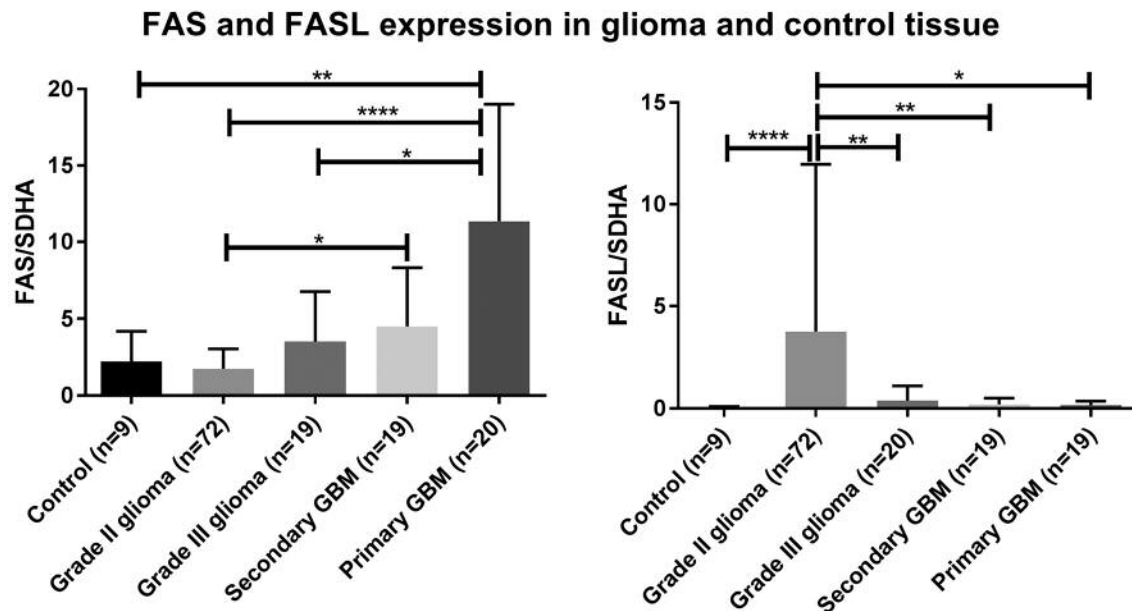 FAS and FASL expression in glioma and control tissue
FAS/SDHA
20
15
10
5
0
**
****
*
*
Control (n=9)
Grade II glioma (n=72)
Grade III glioma (n=19)
Secondary GBM (n=19)
Primary GBM (n=20)
FASL/SDHA
15
10
5
0
*
**
****
**
Control (n=9)
Grade II glioma (n=72)
Grade III glioma (n=20)
Secondary GBM (n=19)
Primary GBM (n=19)